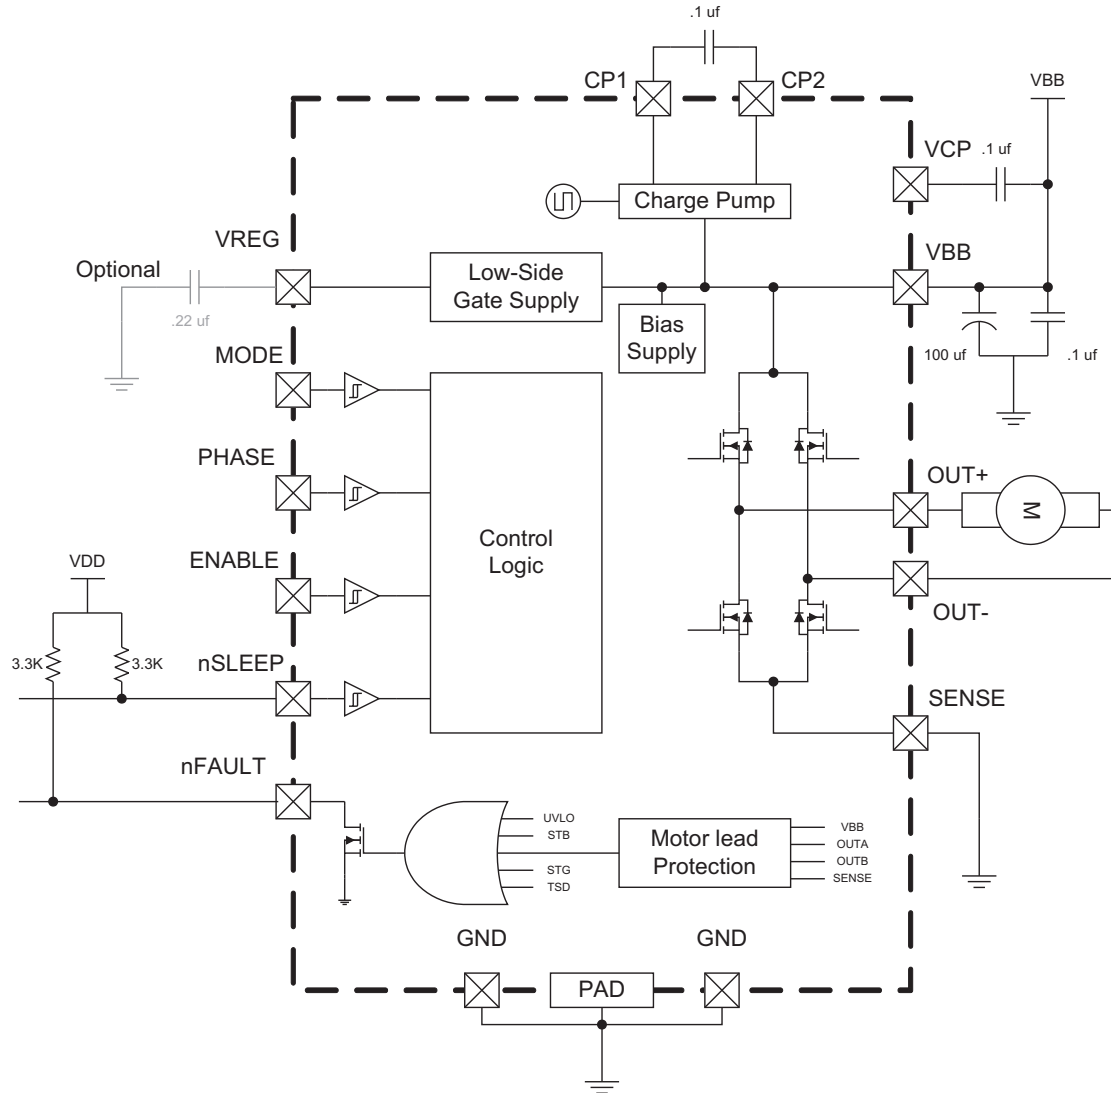 .1 uf
CP1
CP2
VBB
VCP
.1 uf
Charge Pump
VREG
VBB
Optional
Low-Side
Gate Supply
.22 uf
Bias
Supply
100 uf
.1 uf
MODE
PHASE
OUT+
M
Control
Logic
ENABLE
VDD
OUT-
3.3K
3.3K
nSLEEP
SENSE
nFAULT
UVLO
STB
STG
TSD
Motor lead
Protection
VBB
OUTA
OUTB
SENSE
GND
GND
PAD